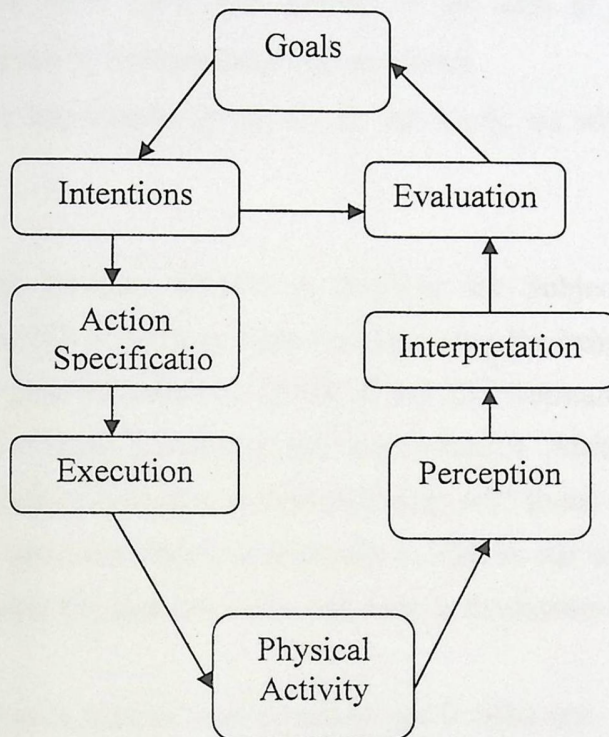 Goals
Intentions
Evaluation
Action
Specificatio
Interpretation
Execution
Perception
Physical
Activity